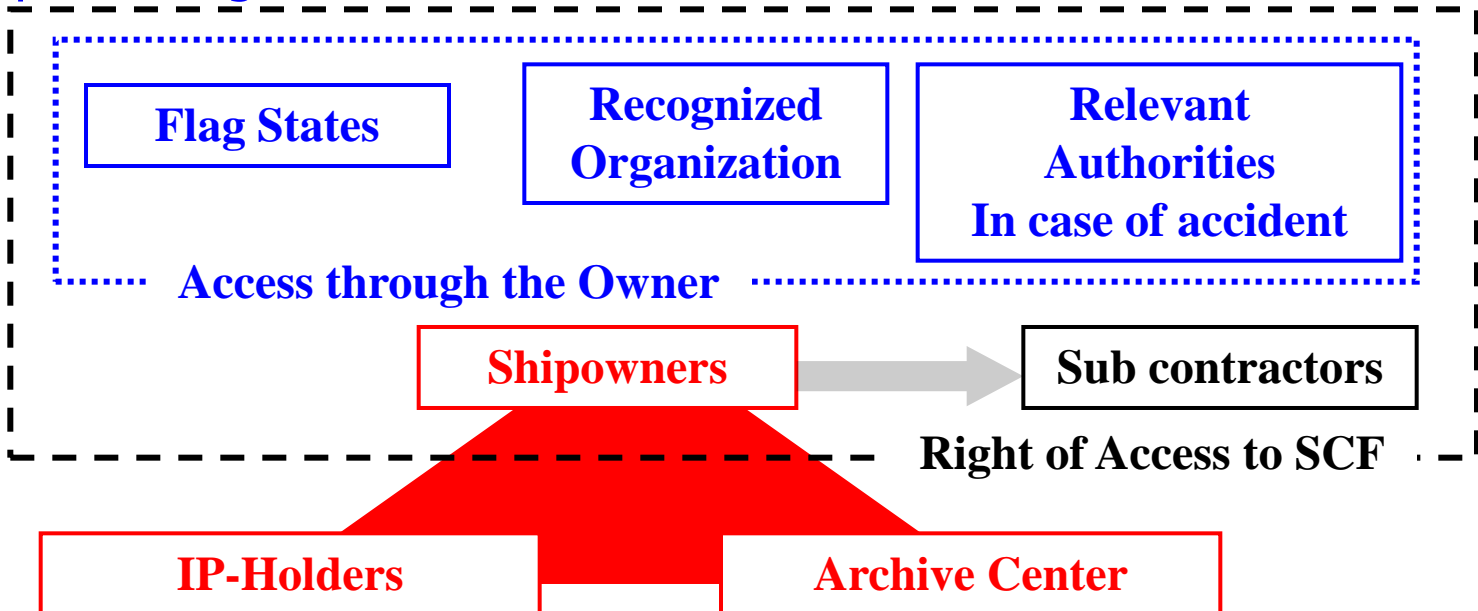 Flag States
Recognized
Organization
Relevant
Authorities
In case of accident
Access through the Owner
Shipowners
Sub contractors
Right of Access to SCF
IP-Holders
Archive Center